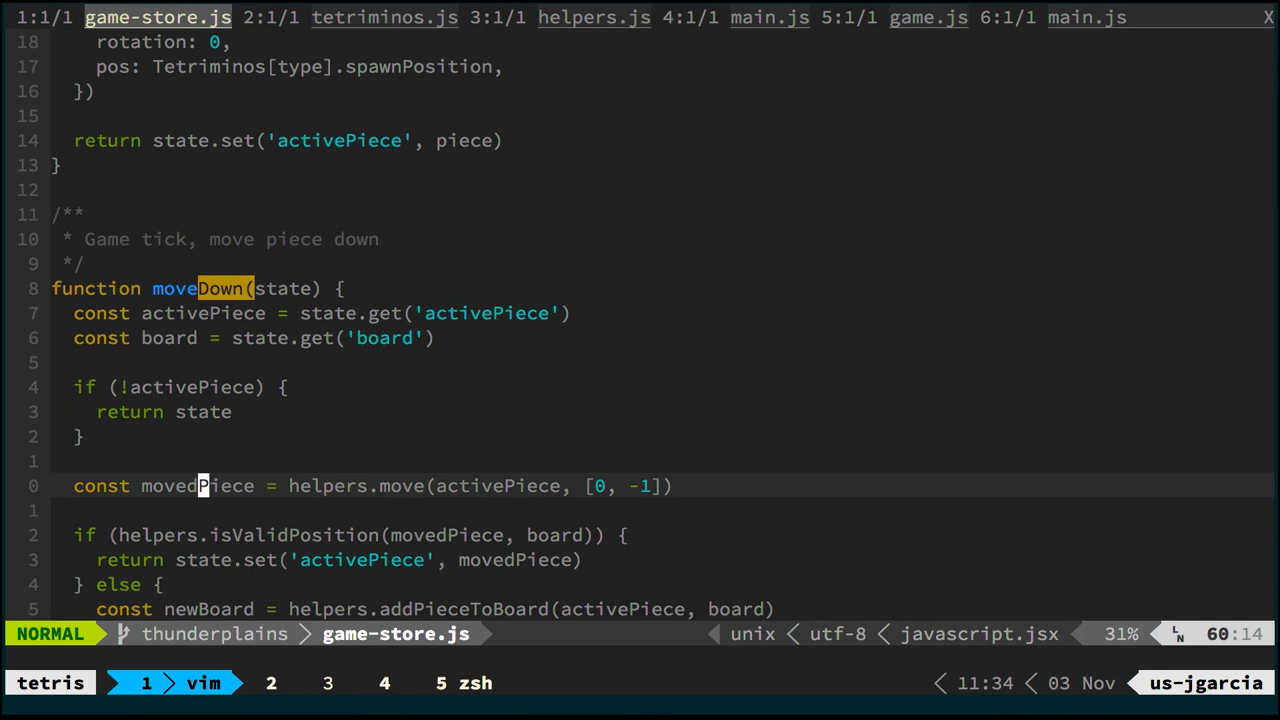 1:1/1 game-store.js 2:1/1 tetriminos.js 3:1/1 helpers.js 4:1/1 main.js 5:1/1 game.js 6:1/1 main.js X
18 rotation: 0,
17 pos: Tetriminos[type].spawnPosition,
16 })
15
14 return state.set('activePiece', piece)
13 }
12
11 /**
10 * Game tick, move piece down
9 */
8 function moveDown(state) {
7 const activePiece = state.get('activePiece')
6 const board = state.get('board')
5
4 if (!activePiece) {
3 return state
2 }
1
0 const movedPiece = helpers.move(activePiece, [0, -1])
1
2 if (helpers.isValidPosition(movedPiece, board)) {
3 return state.set('activePiece', movedPiece)
4 } else {
5 const newBoard = helpers.addPieceToBoard(activePiece, board)
NORMAL thunderplains game-store.js unix utf-8 javascript.jsx 31% LN 60:14
tetris 1 vim 2 3 4 5 zsh 11:34 03 Nov us-jgarcia